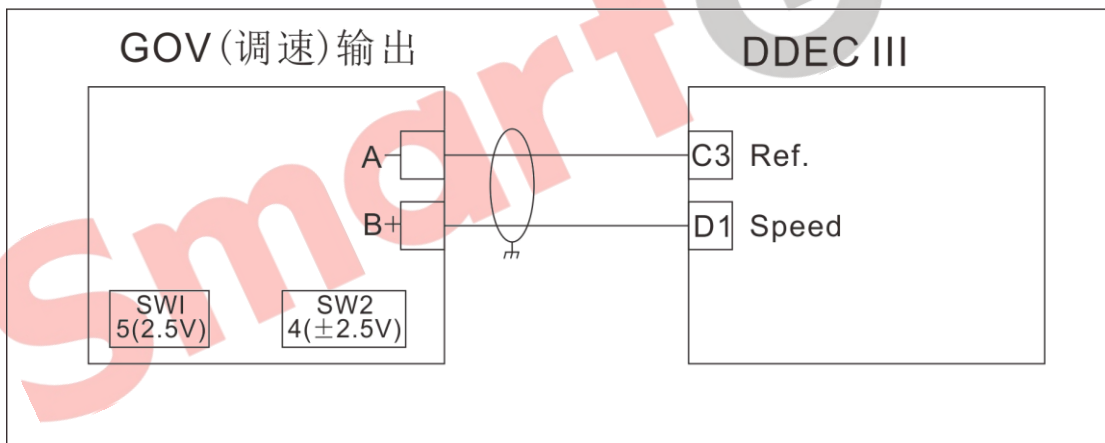 GOV(调速)输出
DDEC III
A-
C3 Ref.
B+
D1 Speed
SWI
5(2.5V)
SW2
4(±2.5V)
SmartG